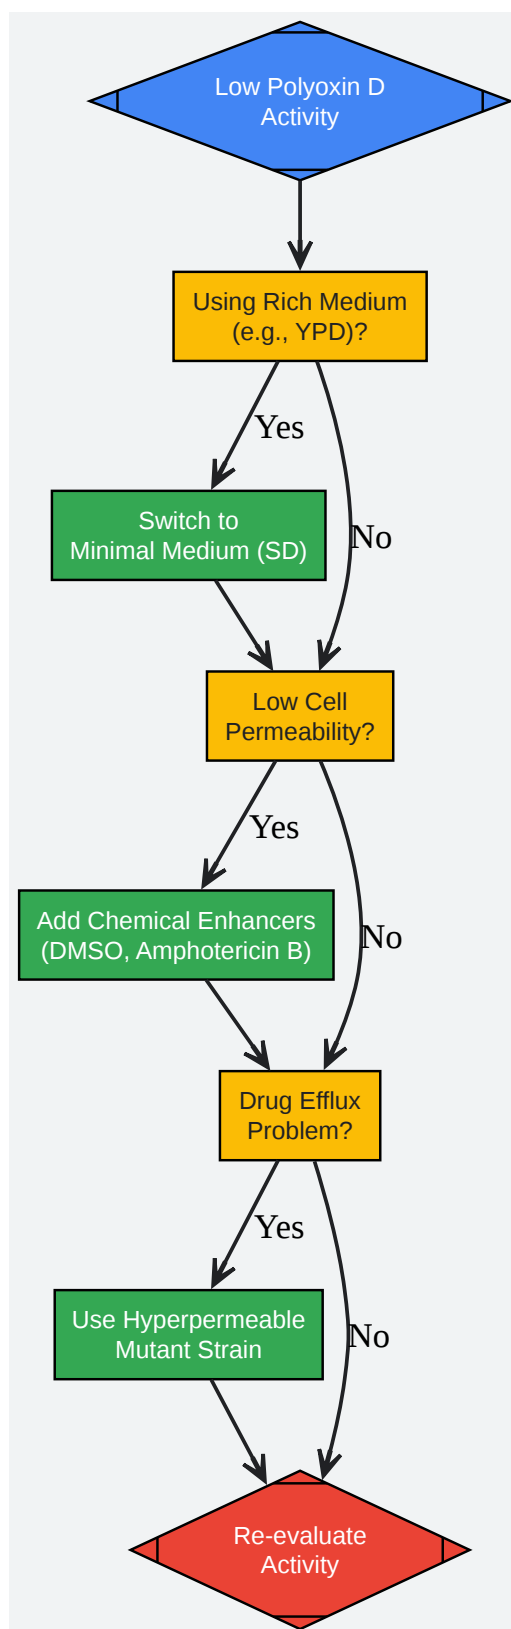 Low Polyoxin D
Activity
Using Rich Medium
(e.g., YPD)?
Yes
Switch to
Minimal Medium (SD)
No
Low Cell
Permeability?
Yes
Add Chemical Enhancers
(DMSO, Amphotericin B)
No
Drug Efflux
Problem?
Yes
Use Hyperpermeable
Mutant Strain
No
Re-evaluate
Activity